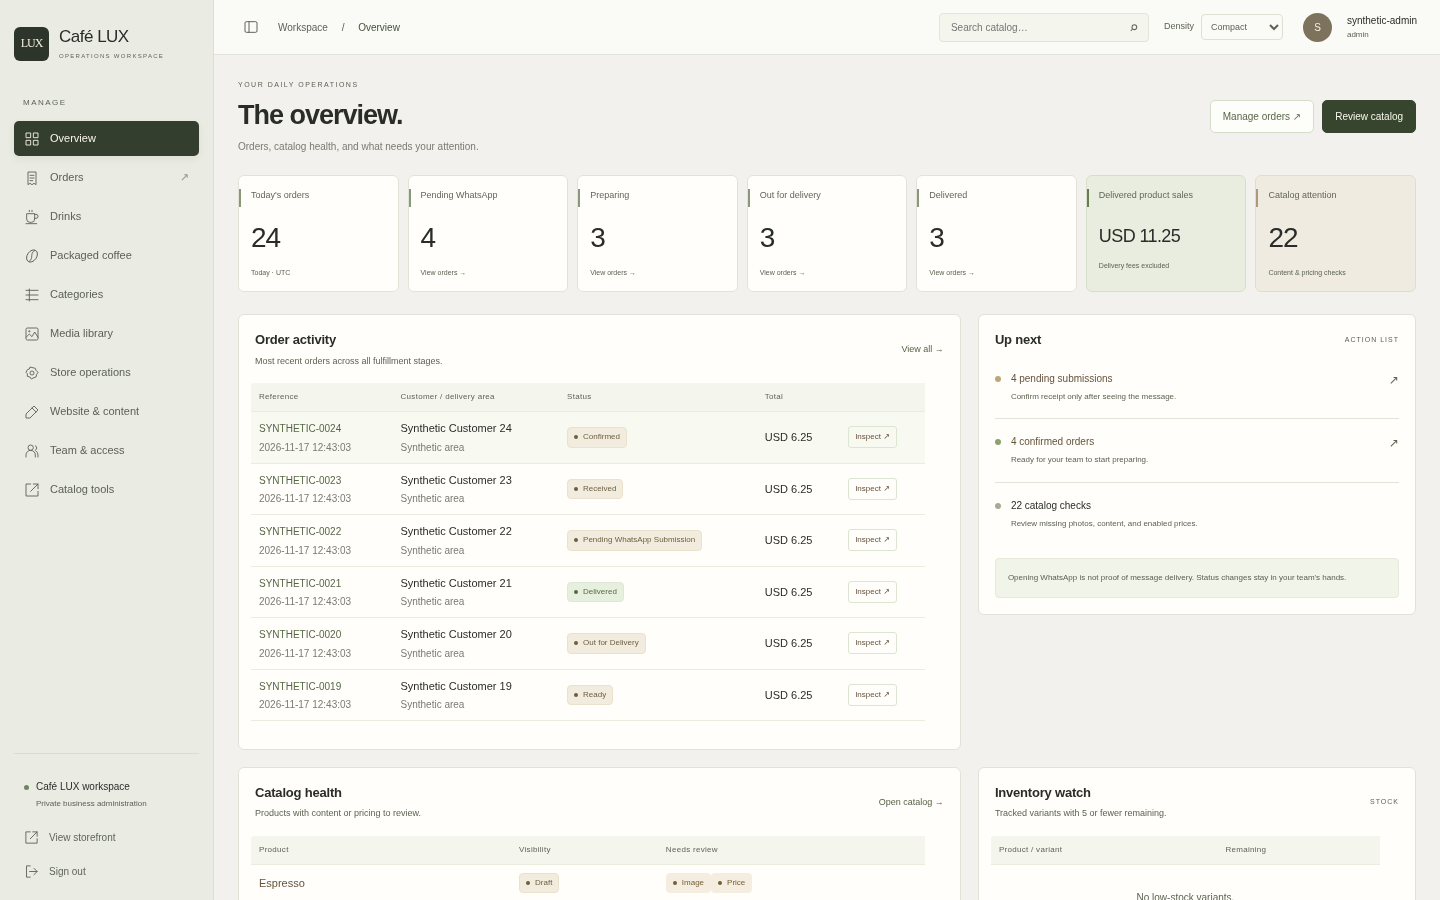 LUX
Café LUX
OPERATIONS WORKSPACE
MANAGE
Overview
Orders ↗
Drinks
Packaged coffee
Categories
Media library
Store operations
Website & content
Team & access
Catalog tools
Café LUX workspace
Private business administration
View storefront
Sign out
Workspace / Overview
Search catalog…
Density Compact
S
synthetic-admin
admin
YOUR DAILY OPERATIONS
The overview.
Orders, catalog health, and what needs your attention.
Manage orders ↗
Review catalog
Today's orders
24
Today · UTC
Pending WhatsApp
4
View orders →
Preparing
3
View orders →
Out for delivery
3
View orders →
Delivered
3
View orders →
Delivered product sales
USD 11.25
Delivery fees excluded
Catalog attention
22
Content & pricing checks
Order activity
Most recent orders across all fulfillment stages.
View all →
Reference Customer / delivery area Status Total
SYNTHETIC-0024 Synthetic Customer 24 Confirmed USD 6.25 Inspect ↗
2026-11-17 12:43:03 Synthetic area
SYNTHETIC-0023 Synthetic Customer 23 Received USD 6.25 Inspect ↗
2026-11-17 12:43:03 Synthetic area
SYNTHETIC-0022 Synthetic Customer 22 Pending WhatsApp Submission USD 6.25 Inspect ↗
2026-11-17 12:43:03 Synthetic area
SYNTHETIC-0021 Synthetic Customer 21 Delivered USD 6.25 Inspect ↗
2026-11-17 12:43:03 Synthetic area
SYNTHETIC-0020 Synthetic Customer 20 Out for Delivery USD 6.25 Inspect ↗
2026-11-17 12:43:03 Synthetic area
SYNTHETIC-0019 Synthetic Customer 19 Ready USD 6.25 Inspect ↗
2026-11-17 12:43:03 Synthetic area
Up next
ACTION LIST
4 pending submissions ↗
Confirm receipt only after seeing the message.
4 confirmed orders ↗
Ready for your team to start preparing.
22 catalog checks
Review missing photos, content, and enabled prices.
Opening WhatsApp is not proof of message delivery. Status changes stay in your team's hands.
Catalog health
Products with content or pricing to review.
Open catalog →
Product Visibility Needs review
Espresso Draft Image Price
Inventory watch
Tracked variants with 5 or fewer remaining.
STOCK
Product / variant Remaining
No low-stock variants.